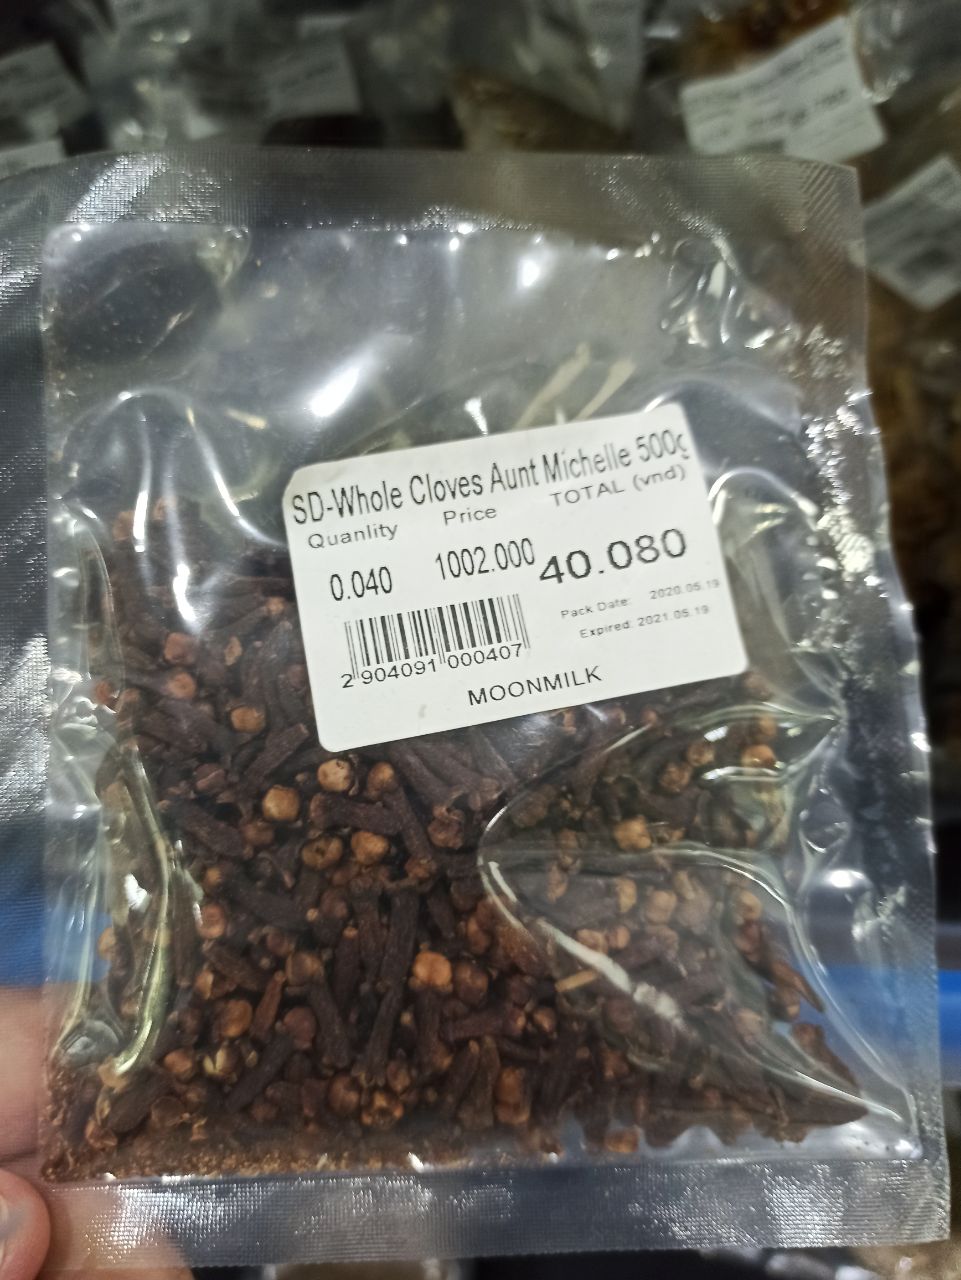 SD-Whole Cloves Aunt Michelle 500g
Quanlity Price TOTAL (vnd)
0.040 1002.000 40.080
Pack Date: 2020.05.19
Expired: 2021.05.19
2 904091 000407
MOONMILK